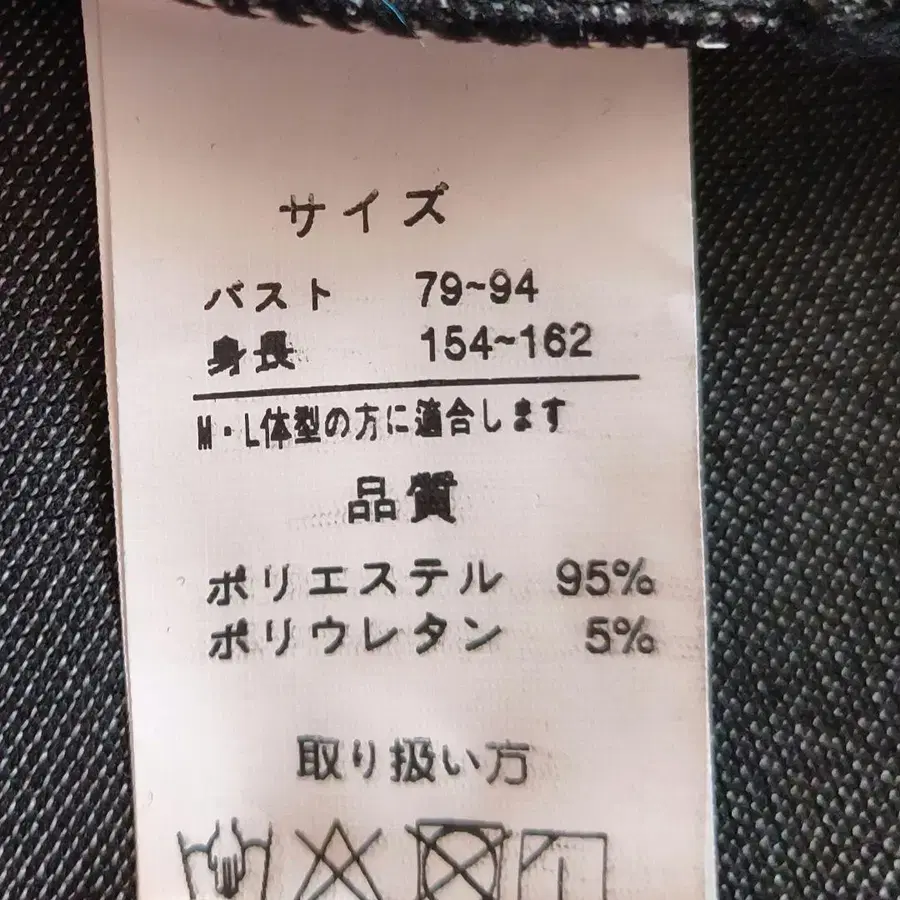 サイズ
バスト 79~94
身長 154~162
M・L体型の方に適合します
品質
ポリエステル 95%
ポリウレタン 5%
取り扱い方